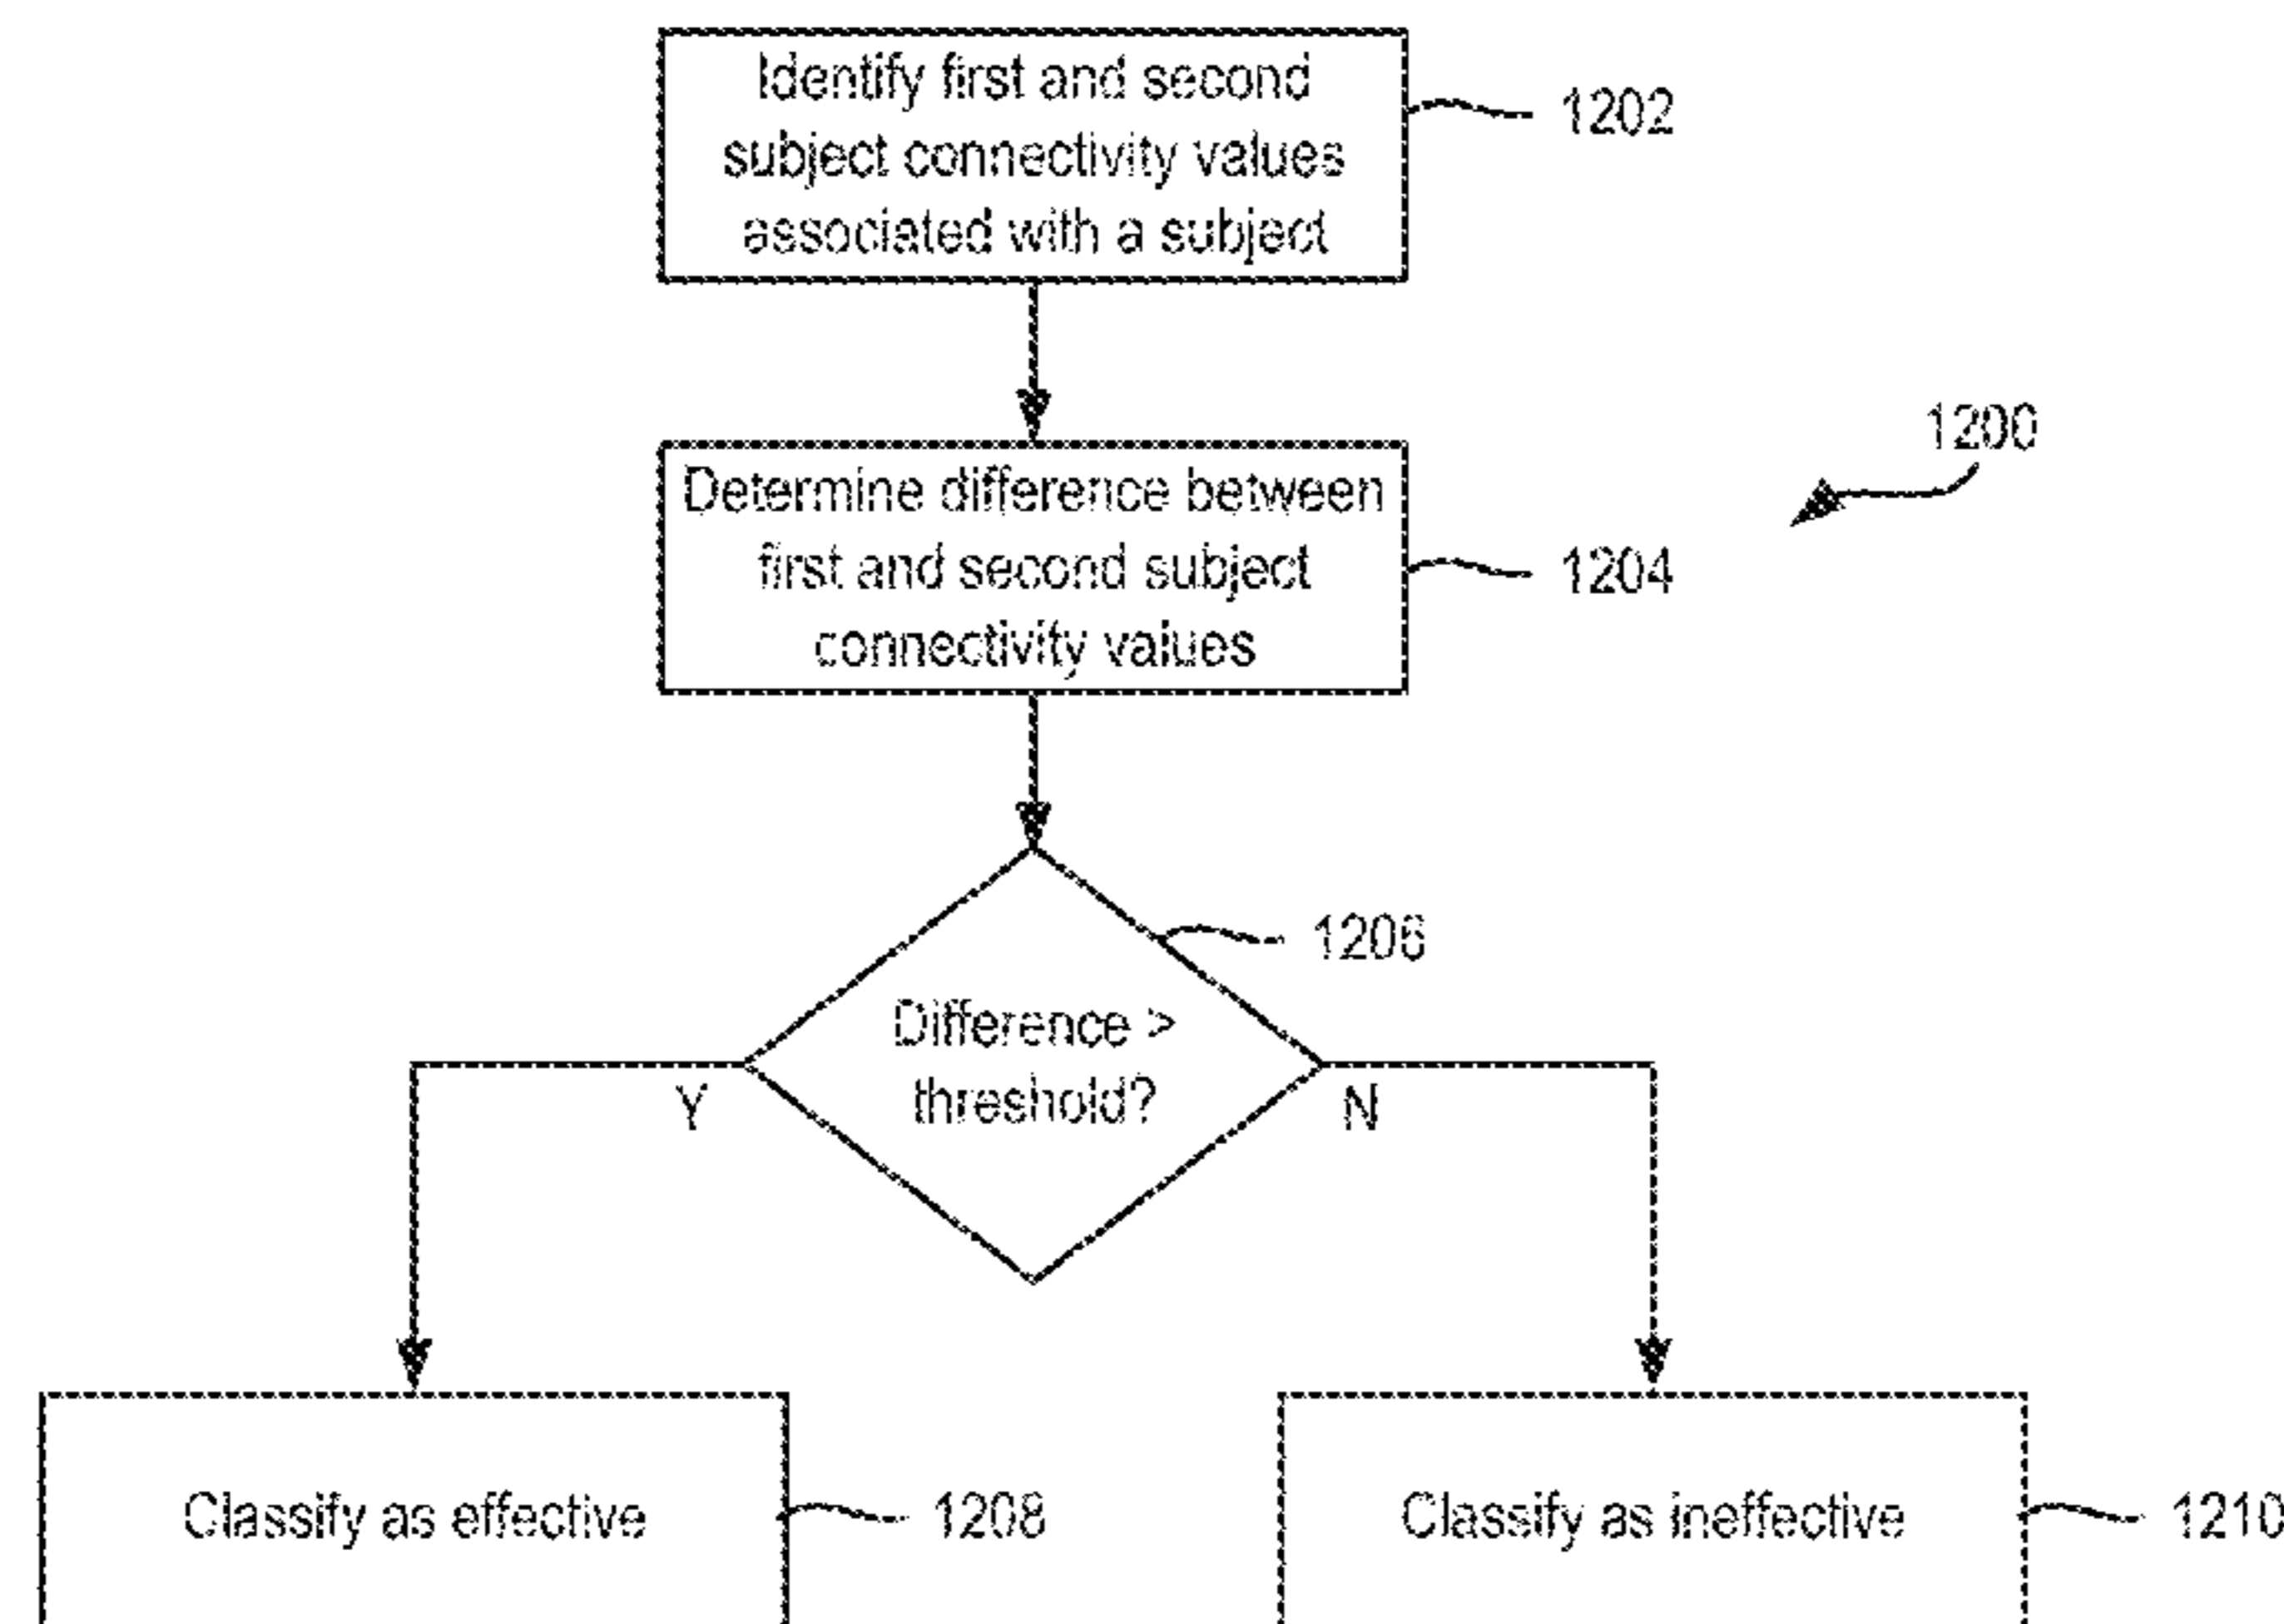 Identify first and second
subject connectivity values
associated with a subject
1202
1200
Determine difference between
first and second subject
connectivity values
1204
1206
Difference >
threshold?
Y
N
Classify as effective
1208
Classify as ineffective
1210